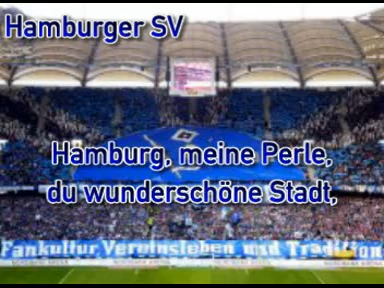 Hamburger SV
Hamburg, meine Perle,
du wunderschöne Stadt,
Fankultur Vereinsleben und Tradition